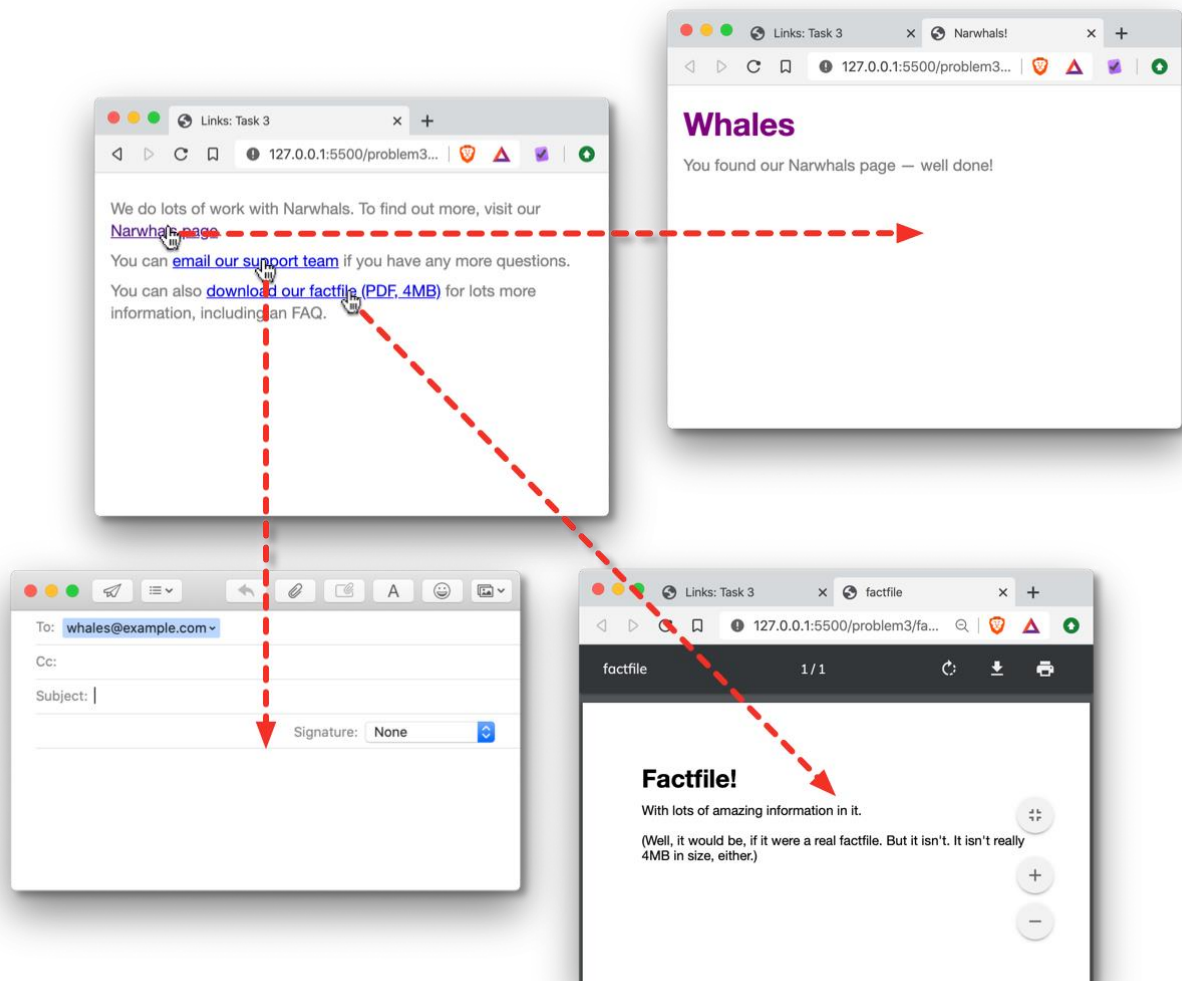 Links: Task 3
127.0.0.1:5500/problem3...
We do lots of work with Narwhals. To find out more, visit our
Narwhals page.
You can email our support team if you have any more questions.
You can also download our factfile (PDF, 4MB) for lots more
information, including an FAQ.
Links: Task 3
Narwhals!
127.0.0.1:5500/problem3...
Whales
You found our Narwhals page — well done!
To: whales@example.com
Cc:
Subject:
Signature: None
Links: Task 3
factfile
127.0.0.1:5500/problem3/fa...
factfile
1 / 1
Factfile!
With lots of amazing information in it.
(Well, it would be, if it were a real factfile. But it isn't. It isn't really
4MB in size, either.)